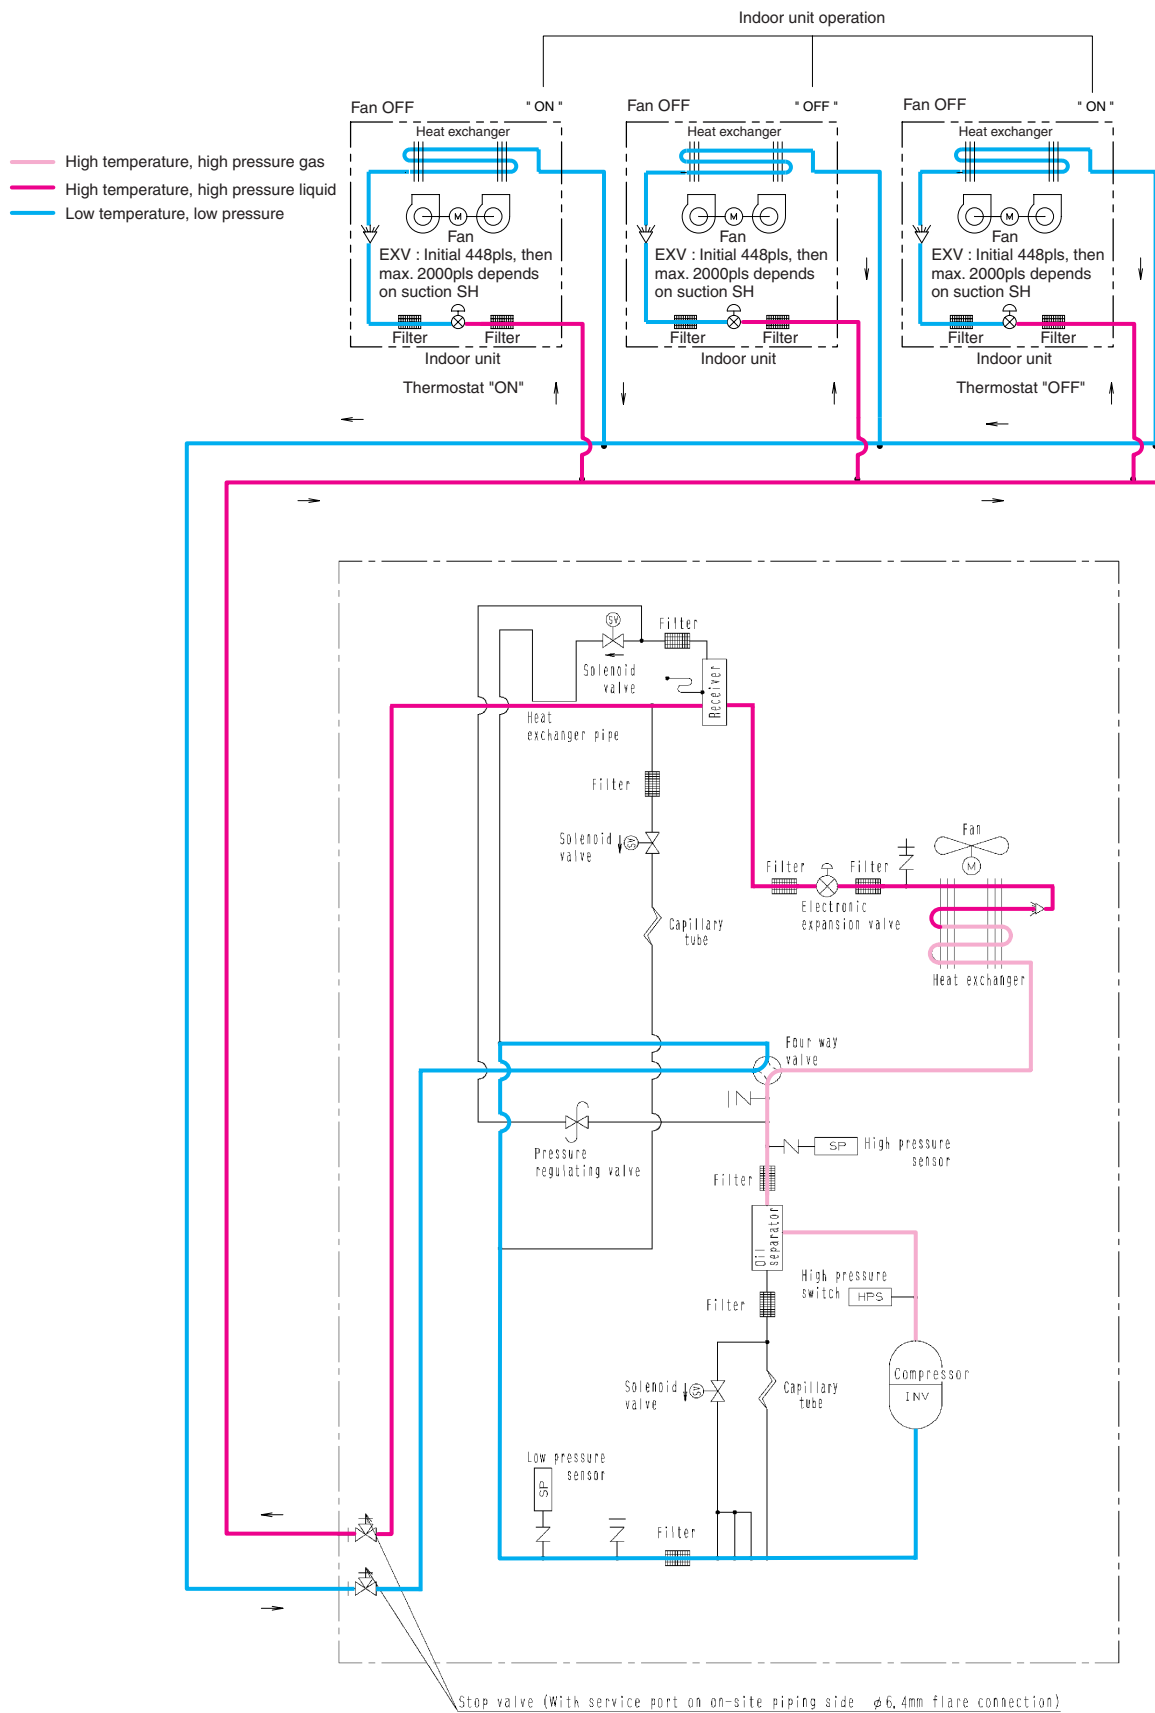 Indoor unit operation
Fan OFF
" ON "
Fan OFF
" OFF "
Fan OFF
" ON "
Heat exchanger
Heat exchanger
Heat exchanger
High temperature, high pressure gas
High temperature, high pressure liquid
Low temperature, low pressure
M
M
M
Fan
Fan
Fan
EXV : Initial 448pls, then
max. 2000pls depends
on suction SH
EXV : Initial 448pls, then
max. 2000pls depends
on suction SH
EXV : Initial 448pls, then
max. 2000pls depends
on suction SH
Filter
Filter
Filter
Filter
Filter
Filter
Indoor unit
Indoor unit
Indoor unit
Thermostat "ON"
Thermostat "OFF"
SV
Filter
Solenoid
valve
Receiver
Heat
exchanger pipe
Filter
Solenoid
valve
SV
Fan
M
Filter
Filter
Electronic
expansion valve
Capillary
tube
Heat exchanger
Four way
valve
Pressure
regulating valve
SP
High pressure
sensor
Filter
Oil
separator
High pressure
switch
HPS
Filter
Compressor
INV
Solenoid
valve
SV
Capillary
tube
Low pressure
sensor
SP
Filter
Stop valve (With service port on on-site piping side φ6.4mm flare connection)